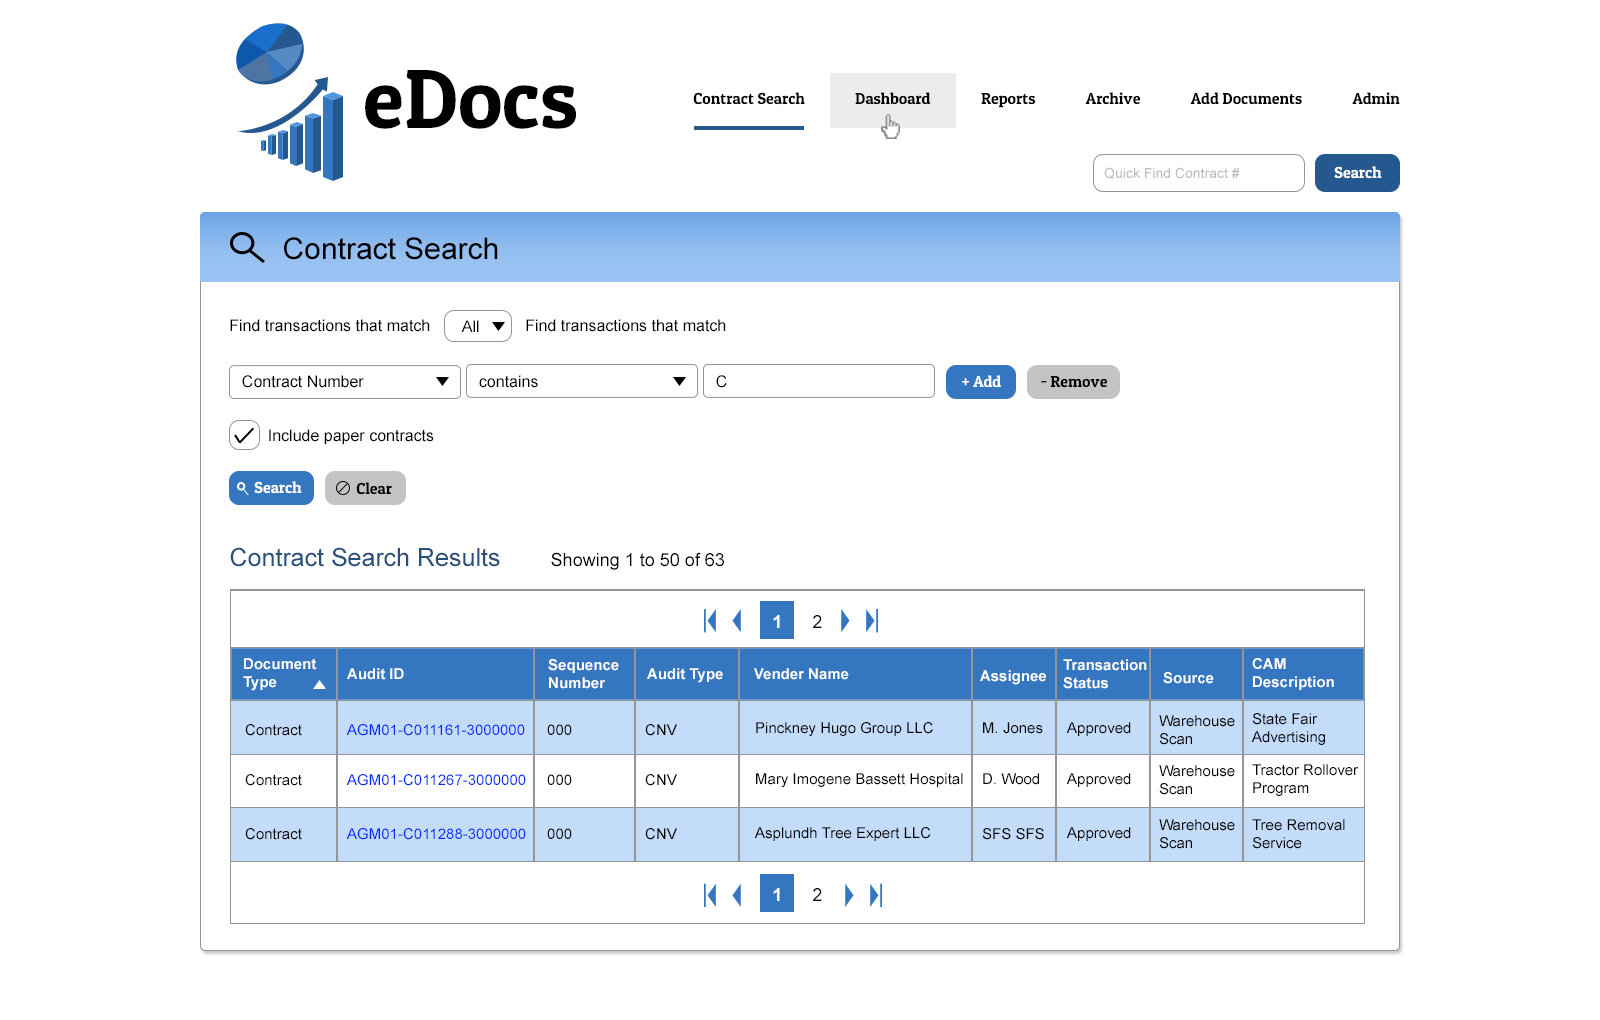 eDocs
Contract Search Dashboard Reports Archive Add Documents Admin
Quick Find Contract # Search
Contract Search
Find transactions that match All Find transactions that match
Contract Number contains C + Add - Remove
Include paper contracts
Search Clear
Contract Search Results Showing 1 to 50 of 63
1 2
Document Type Audit ID Sequence Number Audit Type Vender Name Assignee Transaction Status Source CAM Description
Contract AGM01-C011161-3000000 000 CNV Pinckney Hugo Group LLC M. Jones Approved Warehouse Scan State Fair Advertising
Contract AGM01-C011267-3000000 000 CNV Mary Imogene Bassett Hospital D. Wood Approved Warehouse Scan Tractor Rollover Program
Contract AGM01-C011288-3000000 000 CNV Asplundh Tree Expert LLC SFS SFS Approved Warehouse Scan Tree Removal Service
1 2